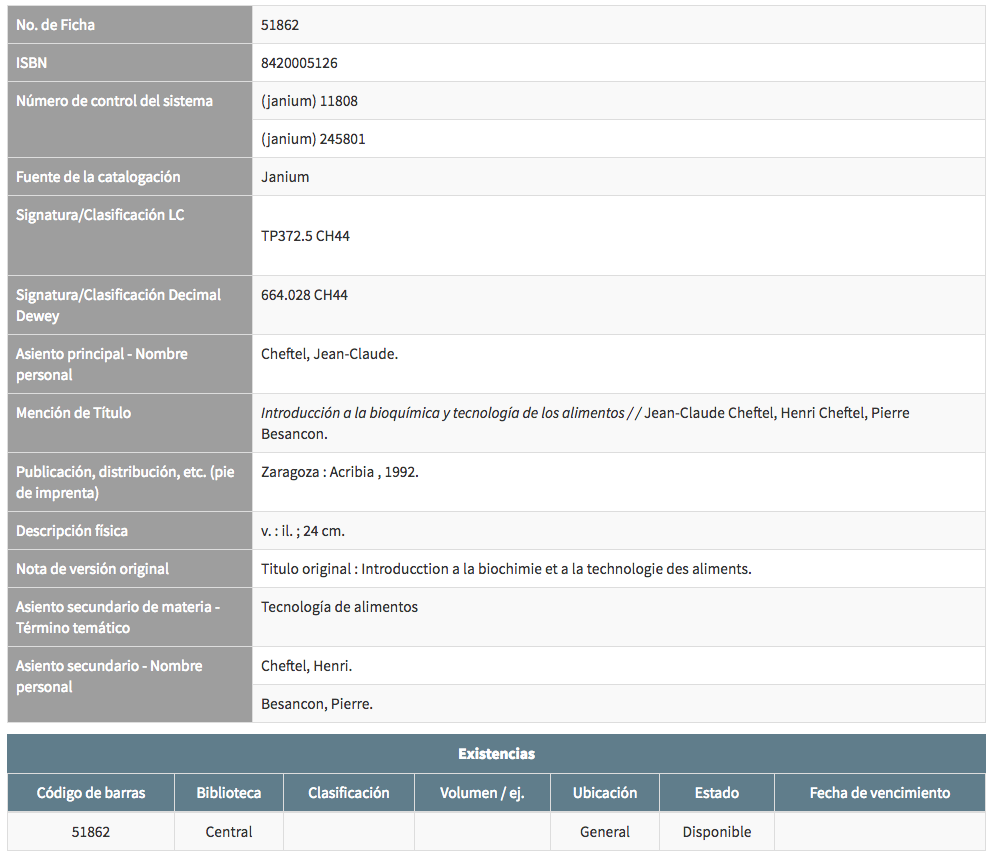 No. de Ficha 51862
ISBN 8420005126
Número de control del sistema (janium) 11808
(janium) 245801
Fuente de la catalogación Janium
Signatura/Clasificación LC
TP372.5 CH44
Signatura/Clasificación Decimal 664.028 CH44
Dewey
Asiento principal - Nombre Cheftel, Jean-Claude.
personal
Mención de Título Introducción a la bioquímica y tecnología de los alimentos // Jean-Claude Cheftel, Henri Cheftel, Pierre
Besancon.
Publicación, distribución, etc. (pie Zaragoza : Acribia , 1992.
de imprenta)
Descripción física v. : il. ; 24 cm.
Nota de versión original Titulo original : Introducction a la biochimie et a la technologie des aliments.
Asiento secundario de materia - Tecnología de alimentos
Término temático
Asiento secundario - Nombre Cheftel, Henri.
personal
Besancon, Pierre.
Existencias
Código de barras Biblioteca Clasificación Volumen / ej. Ubicación Estado Fecha de vencimiento
51862 Central General Disponible